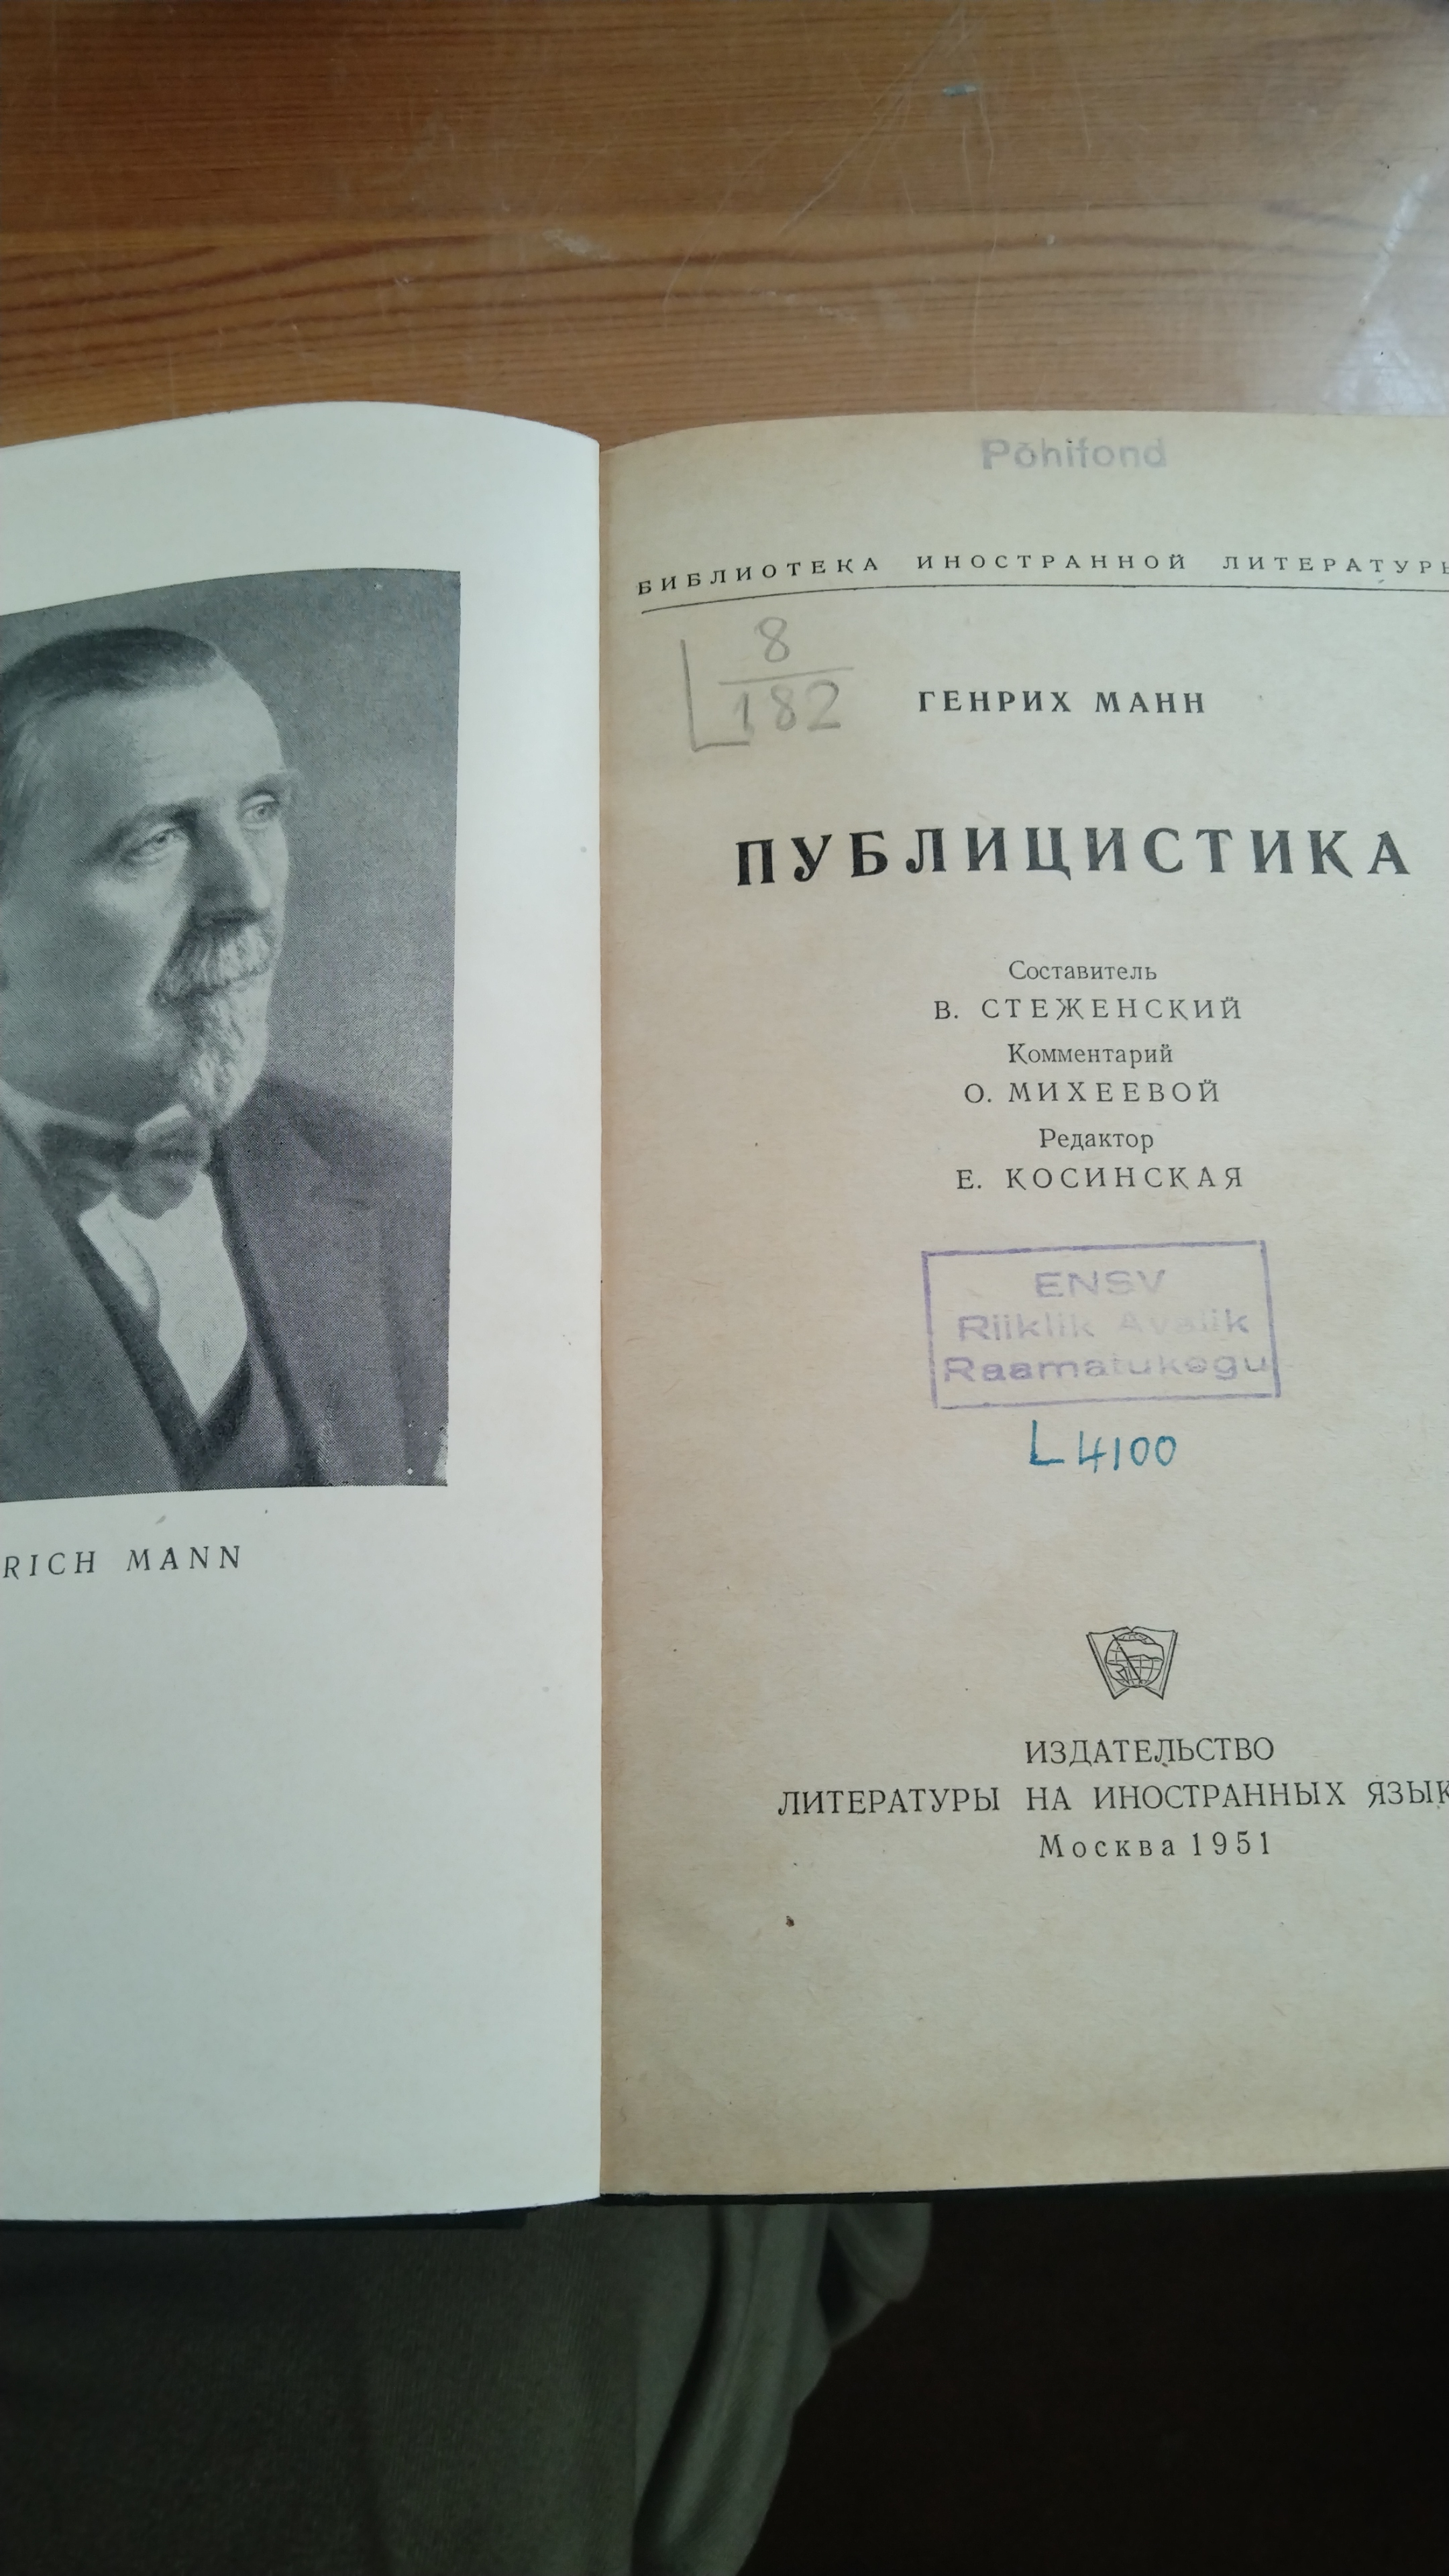 RICH MANN
Põhifond
БИБЛИОТЕКА ИНОСТРАННОЙ ЛИТЕРАТУРЫ
8
182
ГЕНРИХ МАНН
ПУБЛИЦИСТИКА
Составитель
В. СТЕЖЕНСКИЙ
Комментарий
О. МИХЕЕВОЙ
Редактор
Е. КОСИНСКАЯ
ENSV
Riiklik Avalik
Raamatukogu
L 4100
ИЗДАТЕЛЬСТВО
ЛИТЕРАТУРЫ НА ИНОСТРАННЫХ ЯЗЫК
Москва 1951